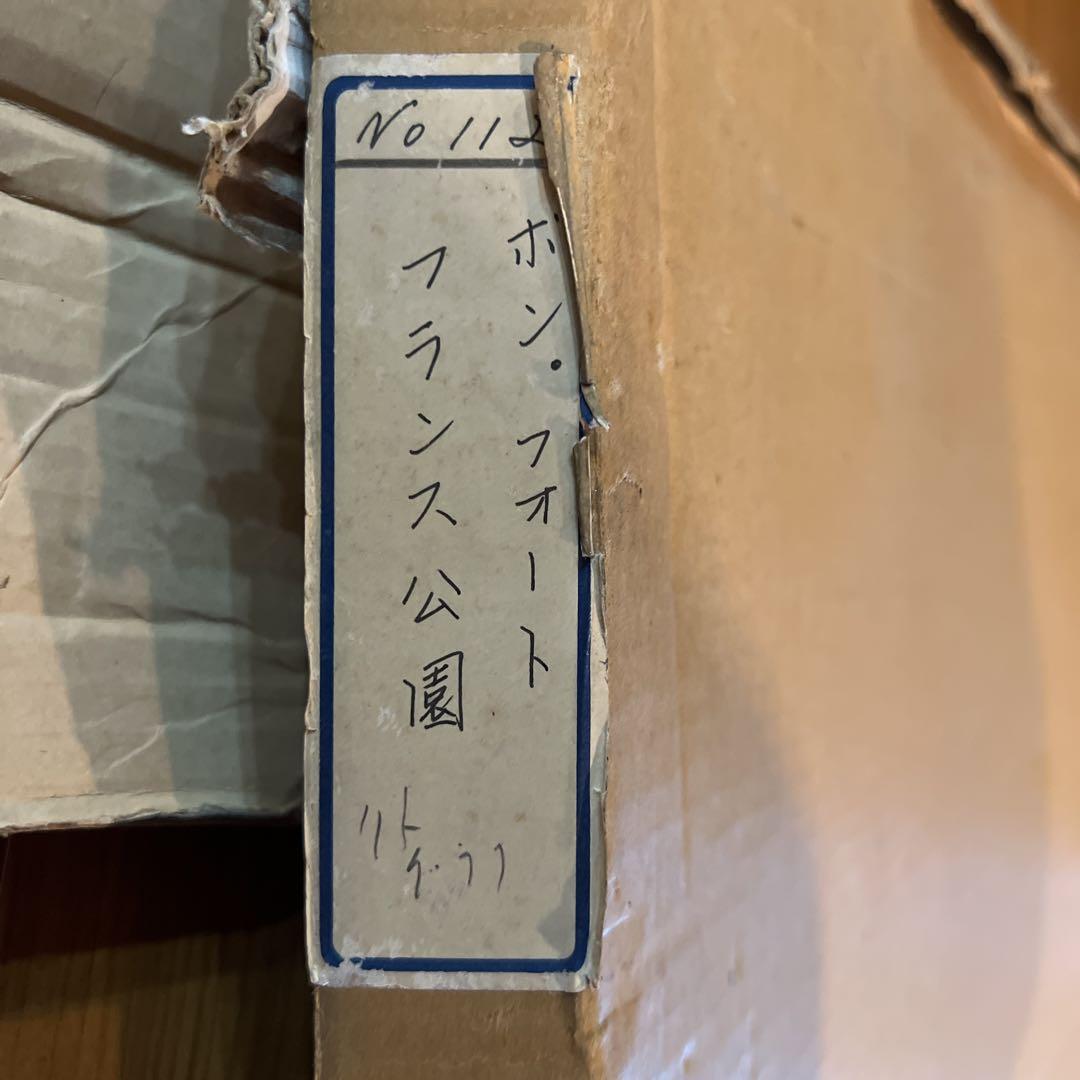 No 112
ボン・フォート
フランス公園
リト
グラフ